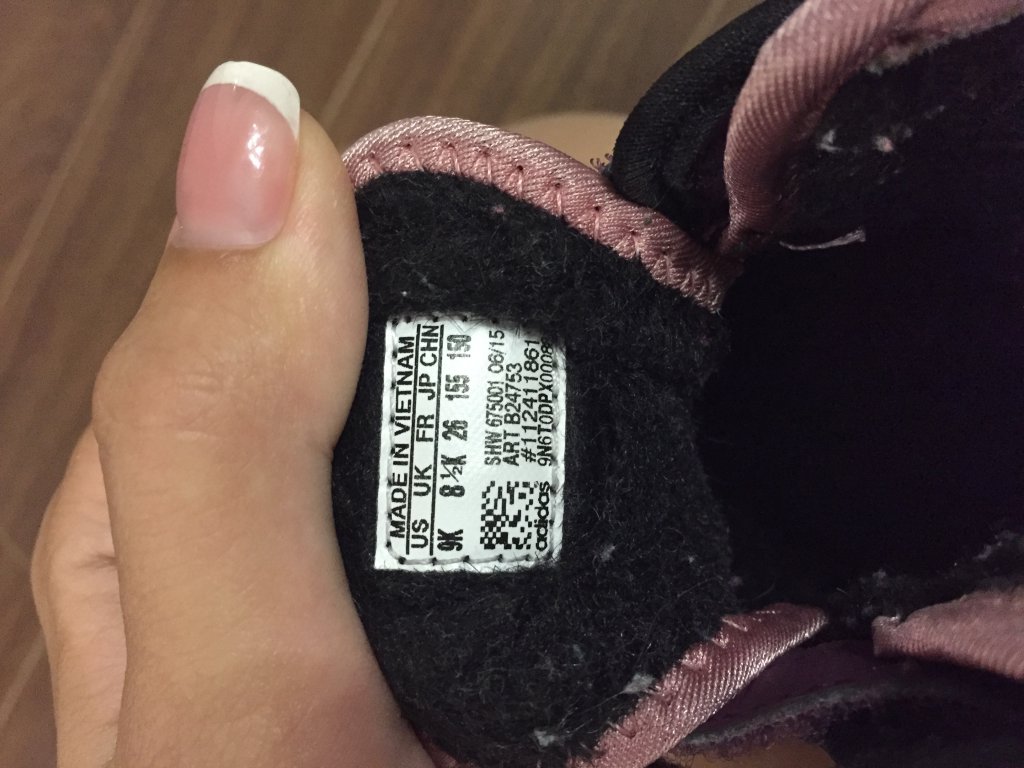 MADE IN VIETNAM
US UK FR JP CHN
9K 8½K 26 155 150
SHW 675001 06/15
ART B24753
#112411861
9N6T0DPX0008
adidas